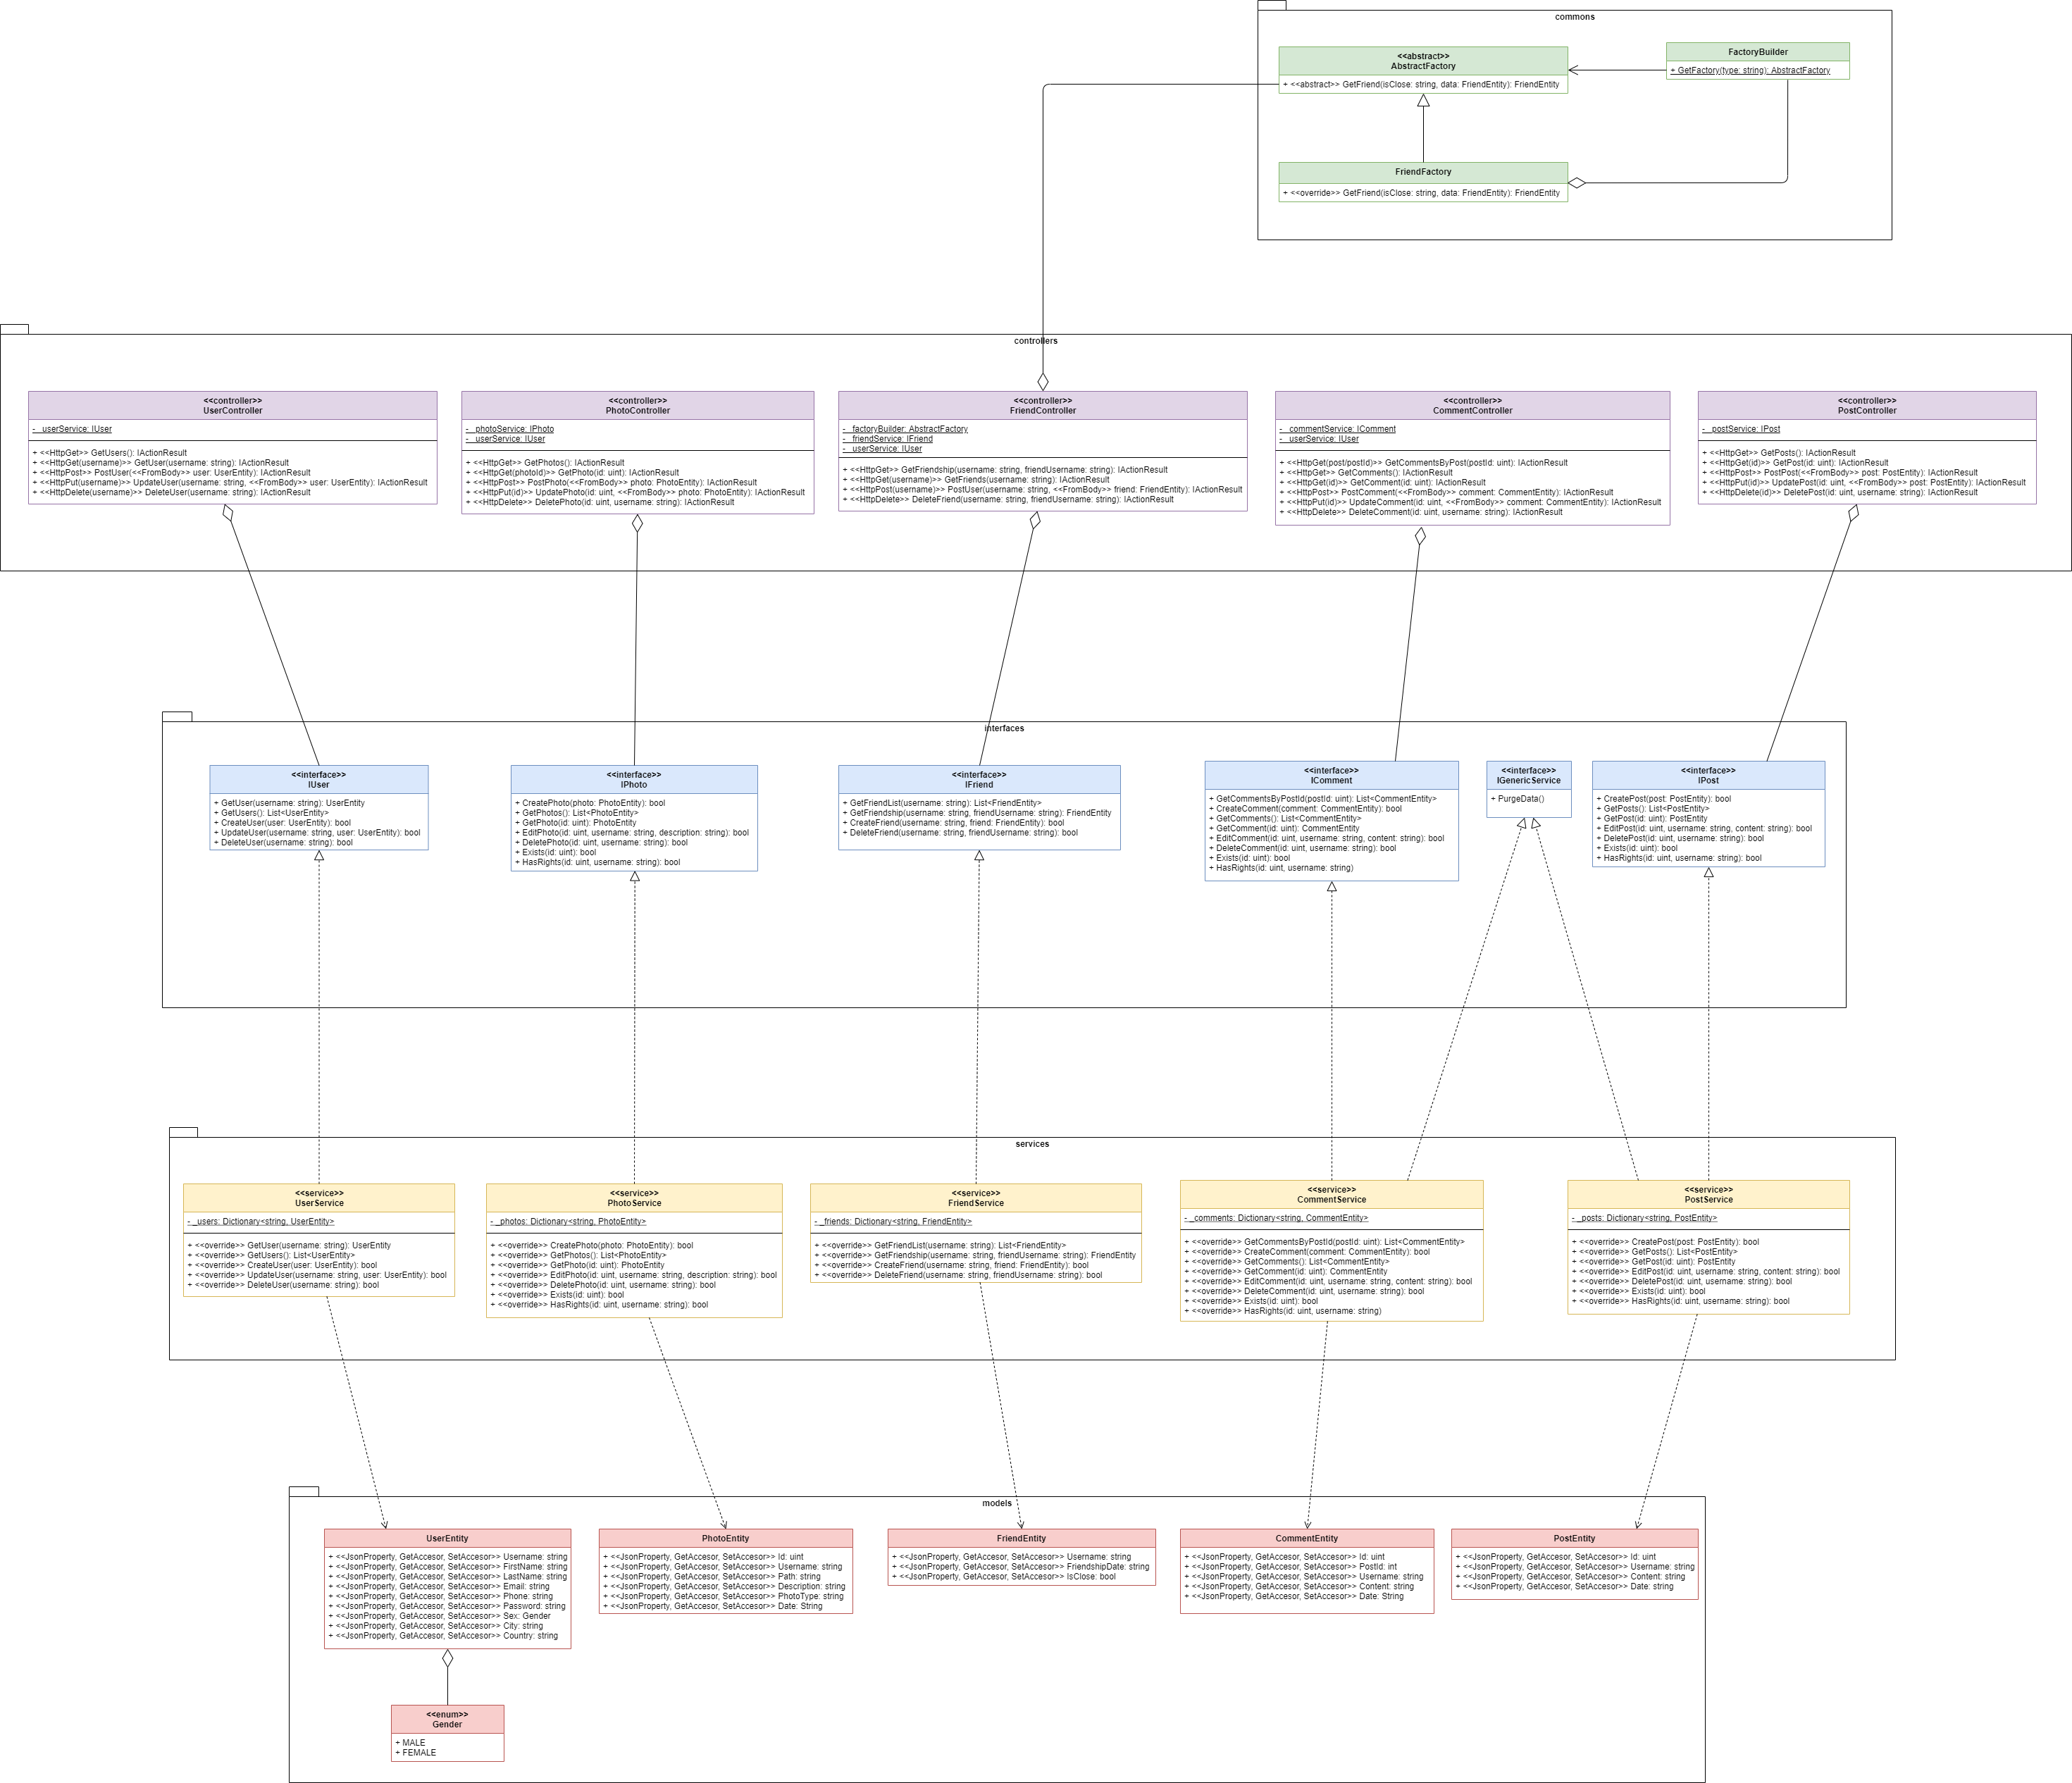 commons
<<abstract>>
AbstractFactory
+ <<abstract>> GetFriend(isClose: string, data: FriendEntity): FriendEntity
FactoryBuilder
+ GetFactory(type: string): AbstractFactory
FriendFactory
+ <<override>> GetFriend(isClose: string, data: FriendEntity): FriendEntity
controllers
<<controller>>
UserController
- _userService: IUser
+ <<HttpGet>> GetUsers(): IActionResult
+ <<HttpGet(username)>> GetUser(username: string): IActionResult
+ <<HttpPost>> PostUser(<<FromBody>> user: UserEntity): IActionResult
+ <<HttpPut(username)>> UpdateUser(username: string, <<FromBody>> user: UserEntity): IActionResult
+ <<HttpDelete(username)>> DeleteUser(username: string): IActionResult
<<controller>>
PhotoController
- _photoService: IPhoto
- _userService: IUser
+ <<HttpGet>> GetPhotos(): IActionResult
+ <<HttpGet(photoId)>> GetPhoto(id: uint): IActionResult
+ <<HttpPost>> PostPhoto(<<FromBody>> photo: PhotoEntity): IActionResult
+ <<HttpPut(id)>> UpdatePhoto(id: uint, <<FromBody>> photo: PhotoEntity): IActionResult
+ <<HttpDelete>> DeletePhoto(id: uint, username: string): IActionResult
<<controller>>
FriendController
- _factoryBuilder: AbstractFactory
- _friendService: IFriend
- _userService: IUser
+ <<HttpGet>> GetFriendship(username: string, friendUsername: string): IActionResult
+ <<HttpGet(username)>> GetFriends(username: string): IActionResult
+ <<HttpPost(username)>> PostUser(username: string, <<FromBody>> friend: FriendEntity): IActionResult
+ <<HttpDelete>> DeleteFriend(username: string, friendUsername: string): IActionResult
<<controller>>
CommentController
- _commentService: IComment
- _userService: IUser
+ <<HttpGet(post/postId)>> GetCommentsByPost(postId: uint): IActionResult
+ <<HttpGet>> GetComments(): IActionResult
+ <<HttpGet(id)>> GetComment(id: uint): IActionResult
+ <<HttpPost>> PostComment(<<FromBody>> comment: CommentEntity): IActionResult
+ <<HttpPut(id)>> UpdateComment(id: uint, <<FromBody>> comment: CommentEntity): IActionResult
+ <<HttpDelete>> DeleteComment(id: uint, username: string): IActionResult
<<controller>>
PostController
- _postService: IPost
+ <<HttpGet>> GetPosts(): IActionResult
+ <<HttpGet(id)>> GetPost(id: uint): IActionResult
+ <<HttpPost>> PostPost(<<FromBody>> post: PostEntity): IActionResult
+ <<HttpPut(id)>> UpdatePost(id: uint, <<FromBody>> post: PostEntity): IActionResult
+ <<HttpDelete(id)>> DeletePost(id: uint, username: string): IActionResult
interfaces
<<interface>>
IUser
+ GetUser(username: string): UserEntity
+ GetUsers(): List<UserEntity>
+ CreateUser(user: UserEntity): bool
+ UpdateUser(username: string, user: UserEntity): bool
+ DeleteUser(username: string): bool
<<interface>>
IPhoto
+ CreatePhoto(photo: PhotoEntity): bool
+ GetPhotos(): List<PhotoEntity>
+ GetPhoto(id: uint): PhotoEntity
+ EditPhoto(id: uint, username: string, description: string): bool
+ DeletePhoto(id: uint, username: string): bool
+ Exists(id: uint): bool
+ HasRights(id: uint, username: string): bool
<<interface>>
IFriend
+ GetFriendList(username: string): List<FriendEntity>
+ GetFriendship(username: string, friendUsername: string): FriendEntity
+ CreateFriend(username: string, friend: FriendEntity): bool
+ DeleteFriend(username: string, friendUsername: string): bool
<<interface>>
IComment
+ GetCommentsByPostId(postId: uint): List<CommentEntity>
+ CreateComment(comment: CommentEntity): bool
+ GetComments(): List<CommentEntity>
+ GetComment(id: uint): CommentEntity
+ EditComment(id: uint, username: string, content: string): bool
+ DeleteComment(id: uint, username: string): bool
+ Exists(id: uint): bool
+ HasRights(id: uint, username: string)
<<interface>>
IGenericService
+ PurgeData()
<<interface>>
IPost
+ CreatePost(post: PostEntity): bool
+ GetPosts(): List<PostEntity>
+ GetPost(id: uint): PostEntity
+ EditPost(id: uint, username: string, content: string): bool
+ DeletePost(id: uint, username: string): bool
+ Exists(id: uint): bool
+ HasRights(id: uint, username: string): bool
services
<<service>>
UserService
- _users: Dictionary<string, UserEntity>
+ <<override>> GetUser(username: string): UserEntity
+ <<override>> GetUsers(): List<UserEntity>
+ <<override>> CreateUser(user: UserEntity): bool
+ <<override>> UpdateUser(username: string, user: UserEntity): bool
+ <<override>> DeleteUser(username: string): bool
<<service>>
PhotoService
- _photos: Dictionary<string, PhotoEntity>
+ <<override>> CreatePhoto(photo: PhotoEntity): bool
+ <<override>> GetPhotos(): List<PhotoEntity>
+ <<override>> GetPhoto(id: uint): PhotoEntity
+ <<override>> EditPhoto(id: uint, username: string, description: string): bool
+ <<override>> DeletePhoto(id: uint, username: string): bool
+ <<override>> Exists(id: uint): bool
+ <<override>> HasRights(id: uint, username: string): bool
<<service>>
FriendService
- _friends: Dictionary<string, FriendEntity>
+ <<override>> GetFriendList(username: string): List<FriendEntity>
+ <<override>> GetFriendship(username: string, friendUsername: string): FriendEntity
+ <<override>> CreateFriend(username: string, friend: FriendEntity): bool
+ <<override>> DeleteFriend(username: string, friendUsername: string): bool
<<service>>
CommentService
- _comments: Dictionary<string, CommentEntity>
+ <<override>> GetCommentsByPostId(postId: uint): List<CommentEntity>
+ <<override>> CreateComment(comment: CommentEntity): bool
+ <<override>> GetComments(): List<CommentEntity>
+ <<override>> GetComment(id: uint): CommentEntity
+ <<override>> EditComment(id: uint, username: string, content: string): bool
+ <<override>> DeleteComment(id: uint, username: string): bool
+ <<override>> Exists(id: uint): bool
+ <<override>> HasRights(id: uint, username: string)
<<service>>
PostService
- _posts: Dictionary<string, PostEntity>
+ <<override>> CreatePost(post: PostEntity): bool
+ <<override>> GetPosts(): List<PostEntity>
+ <<override>> GetPost(id: uint): PostEntity
+ <<override>> EditPost(id: uint, username: string, content: string): bool
+ <<override>> DeletePost(id: uint, username: string): bool
+ <<override>> Exists(id: uint): bool
+ <<override>> HasRights(id: uint, username: string): bool
models
UserEntity
+ <<JsonProperty, GetAccesor, SetAccesor>> Username: string
+ <<JsonProperty, GetAccesor, SetAccesor>> FirstName: string
+ <<JsonProperty, GetAccesor, SetAccesor>> LastName: string
+ <<JsonProperty, GetAccesor, SetAccesor>> Email: string
+ <<JsonProperty, GetAccesor, SetAccesor>> Phone: string
+ <<JsonProperty, GetAccesor, SetAccesor>> Password: string
+ <<JsonProperty, GetAccesor, SetAccesor>> Sex: Gender
+ <<JsonProperty, GetAccesor, SetAccesor>> City: string
+ <<JsonProperty, GetAccesor, SetAccesor>> Country: string
PhotoEntity
+ <<JsonProperty, GetAccesor, SetAccesor>> Id: uint
+ <<JsonProperty, GetAccesor, SetAccesor>> Username: string
+ <<JsonProperty, GetAccesor, SetAccesor>> Path: string
+ <<JsonProperty, GetAccesor, SetAccesor>> Description: string
+ <<JsonProperty, GetAccesor, SetAccesor>> PhotoType: string
+ <<JsonProperty, GetAccesor, SetAccesor>> Date: String
FriendEntity
+ <<JsonProperty, GetAccesor, SetAccesor>> Username: string
+ <<JsonProperty, GetAccesor, SetAccesor>> FriendshipDate: string
+ <<JsonProperty, GetAccesor, SetAccesor>> IsClose: bool
CommentEntity
+ <<JsonProperty, GetAccesor, SetAccesor>> Id: uint
+ <<JsonProperty, GetAccesor, SetAccesor>> PostId: int
+ <<JsonProperty, GetAccesor, SetAccesor>> Username: string
+ <<JsonProperty, GetAccesor, SetAccesor>> Content: string
+ <<JsonProperty, GetAccesor, SetAccesor>> Date: String
PostEntity
+ <<JsonProperty, GetAccesor, SetAccesor>> Id: uint
+ <<JsonProperty, GetAccesor, SetAccesor>> Username: string
+ <<JsonProperty, GetAccesor, SetAccesor>> Content: string
+ <<JsonProperty, GetAccesor, SetAccesor>> Date: string
<<enum>>
Gender
+ MALE
+ FEMALE